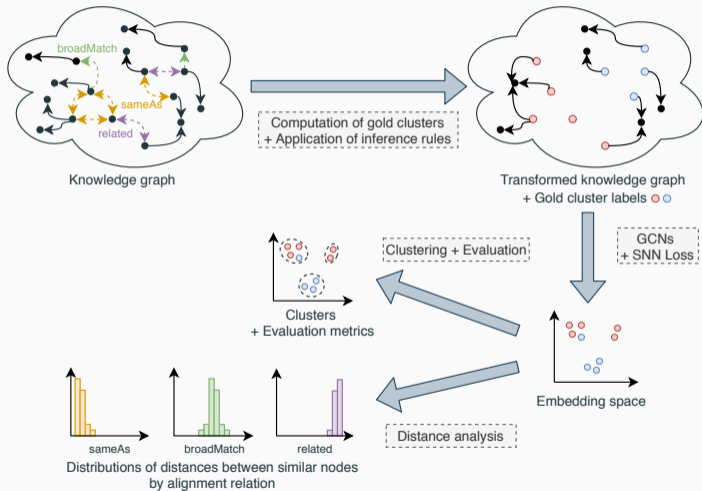 broadMatch
sameAs
related
Knowledge graph
Computation of gold clusters
+ Application of inference rules
Transformed knowledge graph
+ Gold cluster labels
GCNs
+ SNN Loss
Clustering + Evaluation
Clusters
+ Evaluation metrics
Embedding space
Distance analysis
sameAs
broadMatch
related
Distributions of distances between similar nodes
by alignment relation